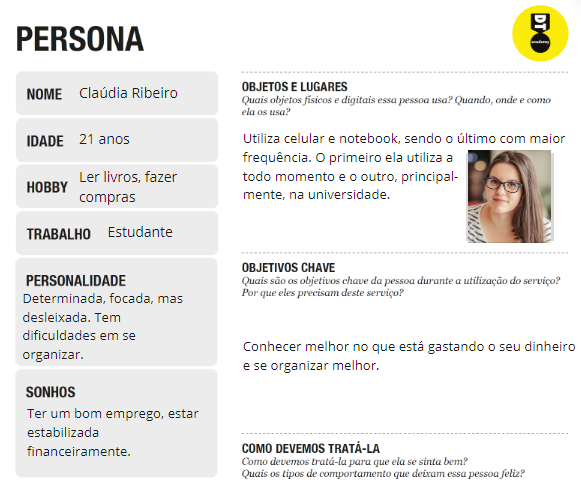 PERSONA
DT
NOME Claúdia Ribeiro
IDADE 21 anos
HOBBY Ler livros, fazer
compras
TRABALHO Estudante
PERSONALIDADE
Determinada, focada, mas
desleixada. Tem
dificuldades em se
organizar.
SONHOS
Ter um bom emprego, estar
estabilizada
financeiramente.
OBJETOS E LUGARES
Quais objetos físicos e digitais essa pessoa usa? Quando, onde e como
ela os usa?
Utiliza celular e notebook, sendo o último com maior
frequência. O primeiro ela utiliza a
todo momento e o outro, principal-
mente, na universidade.
OBJETIVOS CHAVE
Quais são os objetivos chave da pessoa durante a utilização do serviço?
Por que eles precisam deste serviço?
Conhecer melhor no que está gastando o seu dinheiro
e se organizar melhor.
COMO DEVEMOS TRATÁ-LA
Como devemos tratá-la para que ela se sinta bem?
Quais os tipos de comportamento que deixam essa pessoa feliz?